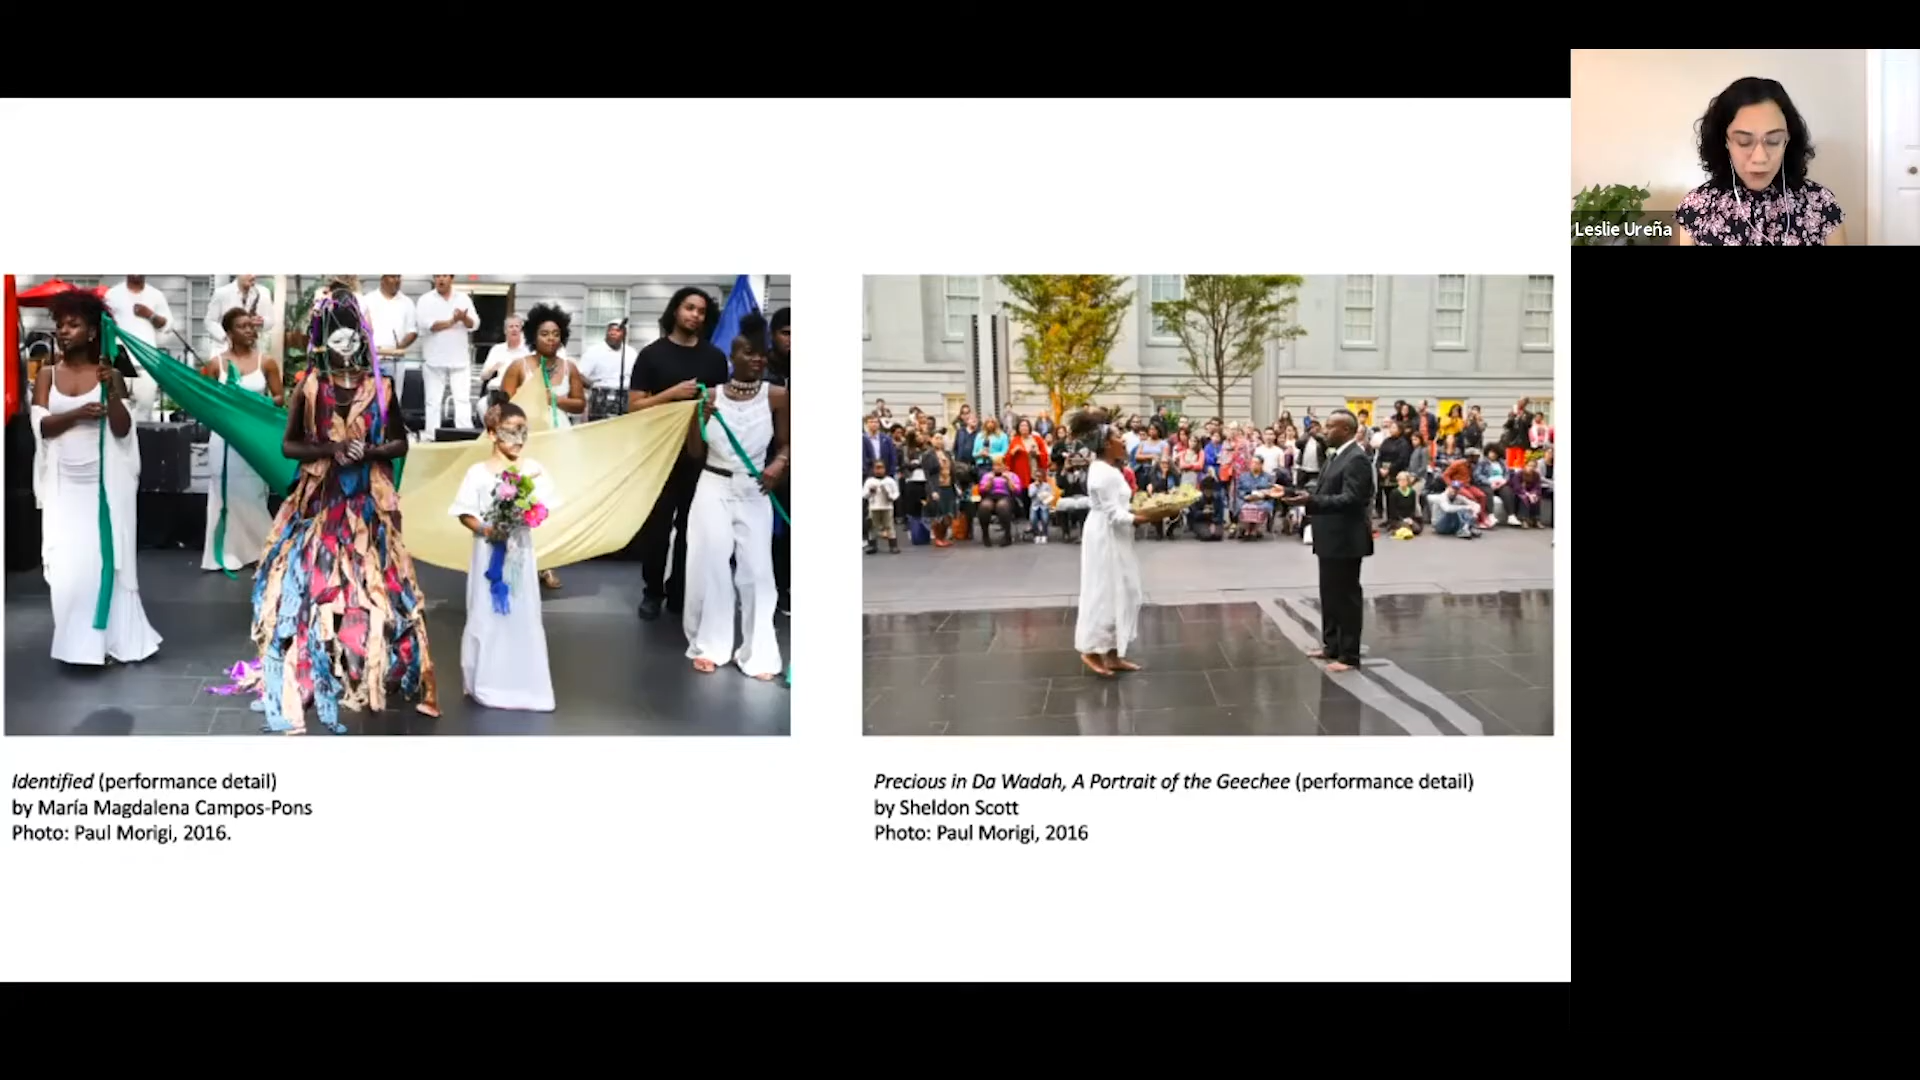 Leslie Ureña
Identified (performance detail)
by María Magdalena Campos-Pons
Photo: Paul Morigi, 2016.
Precious in Da Wadah, A Portrait of the Geechee (performance detail)
by Sheldon Scott
Photo: Paul Morigi, 2016